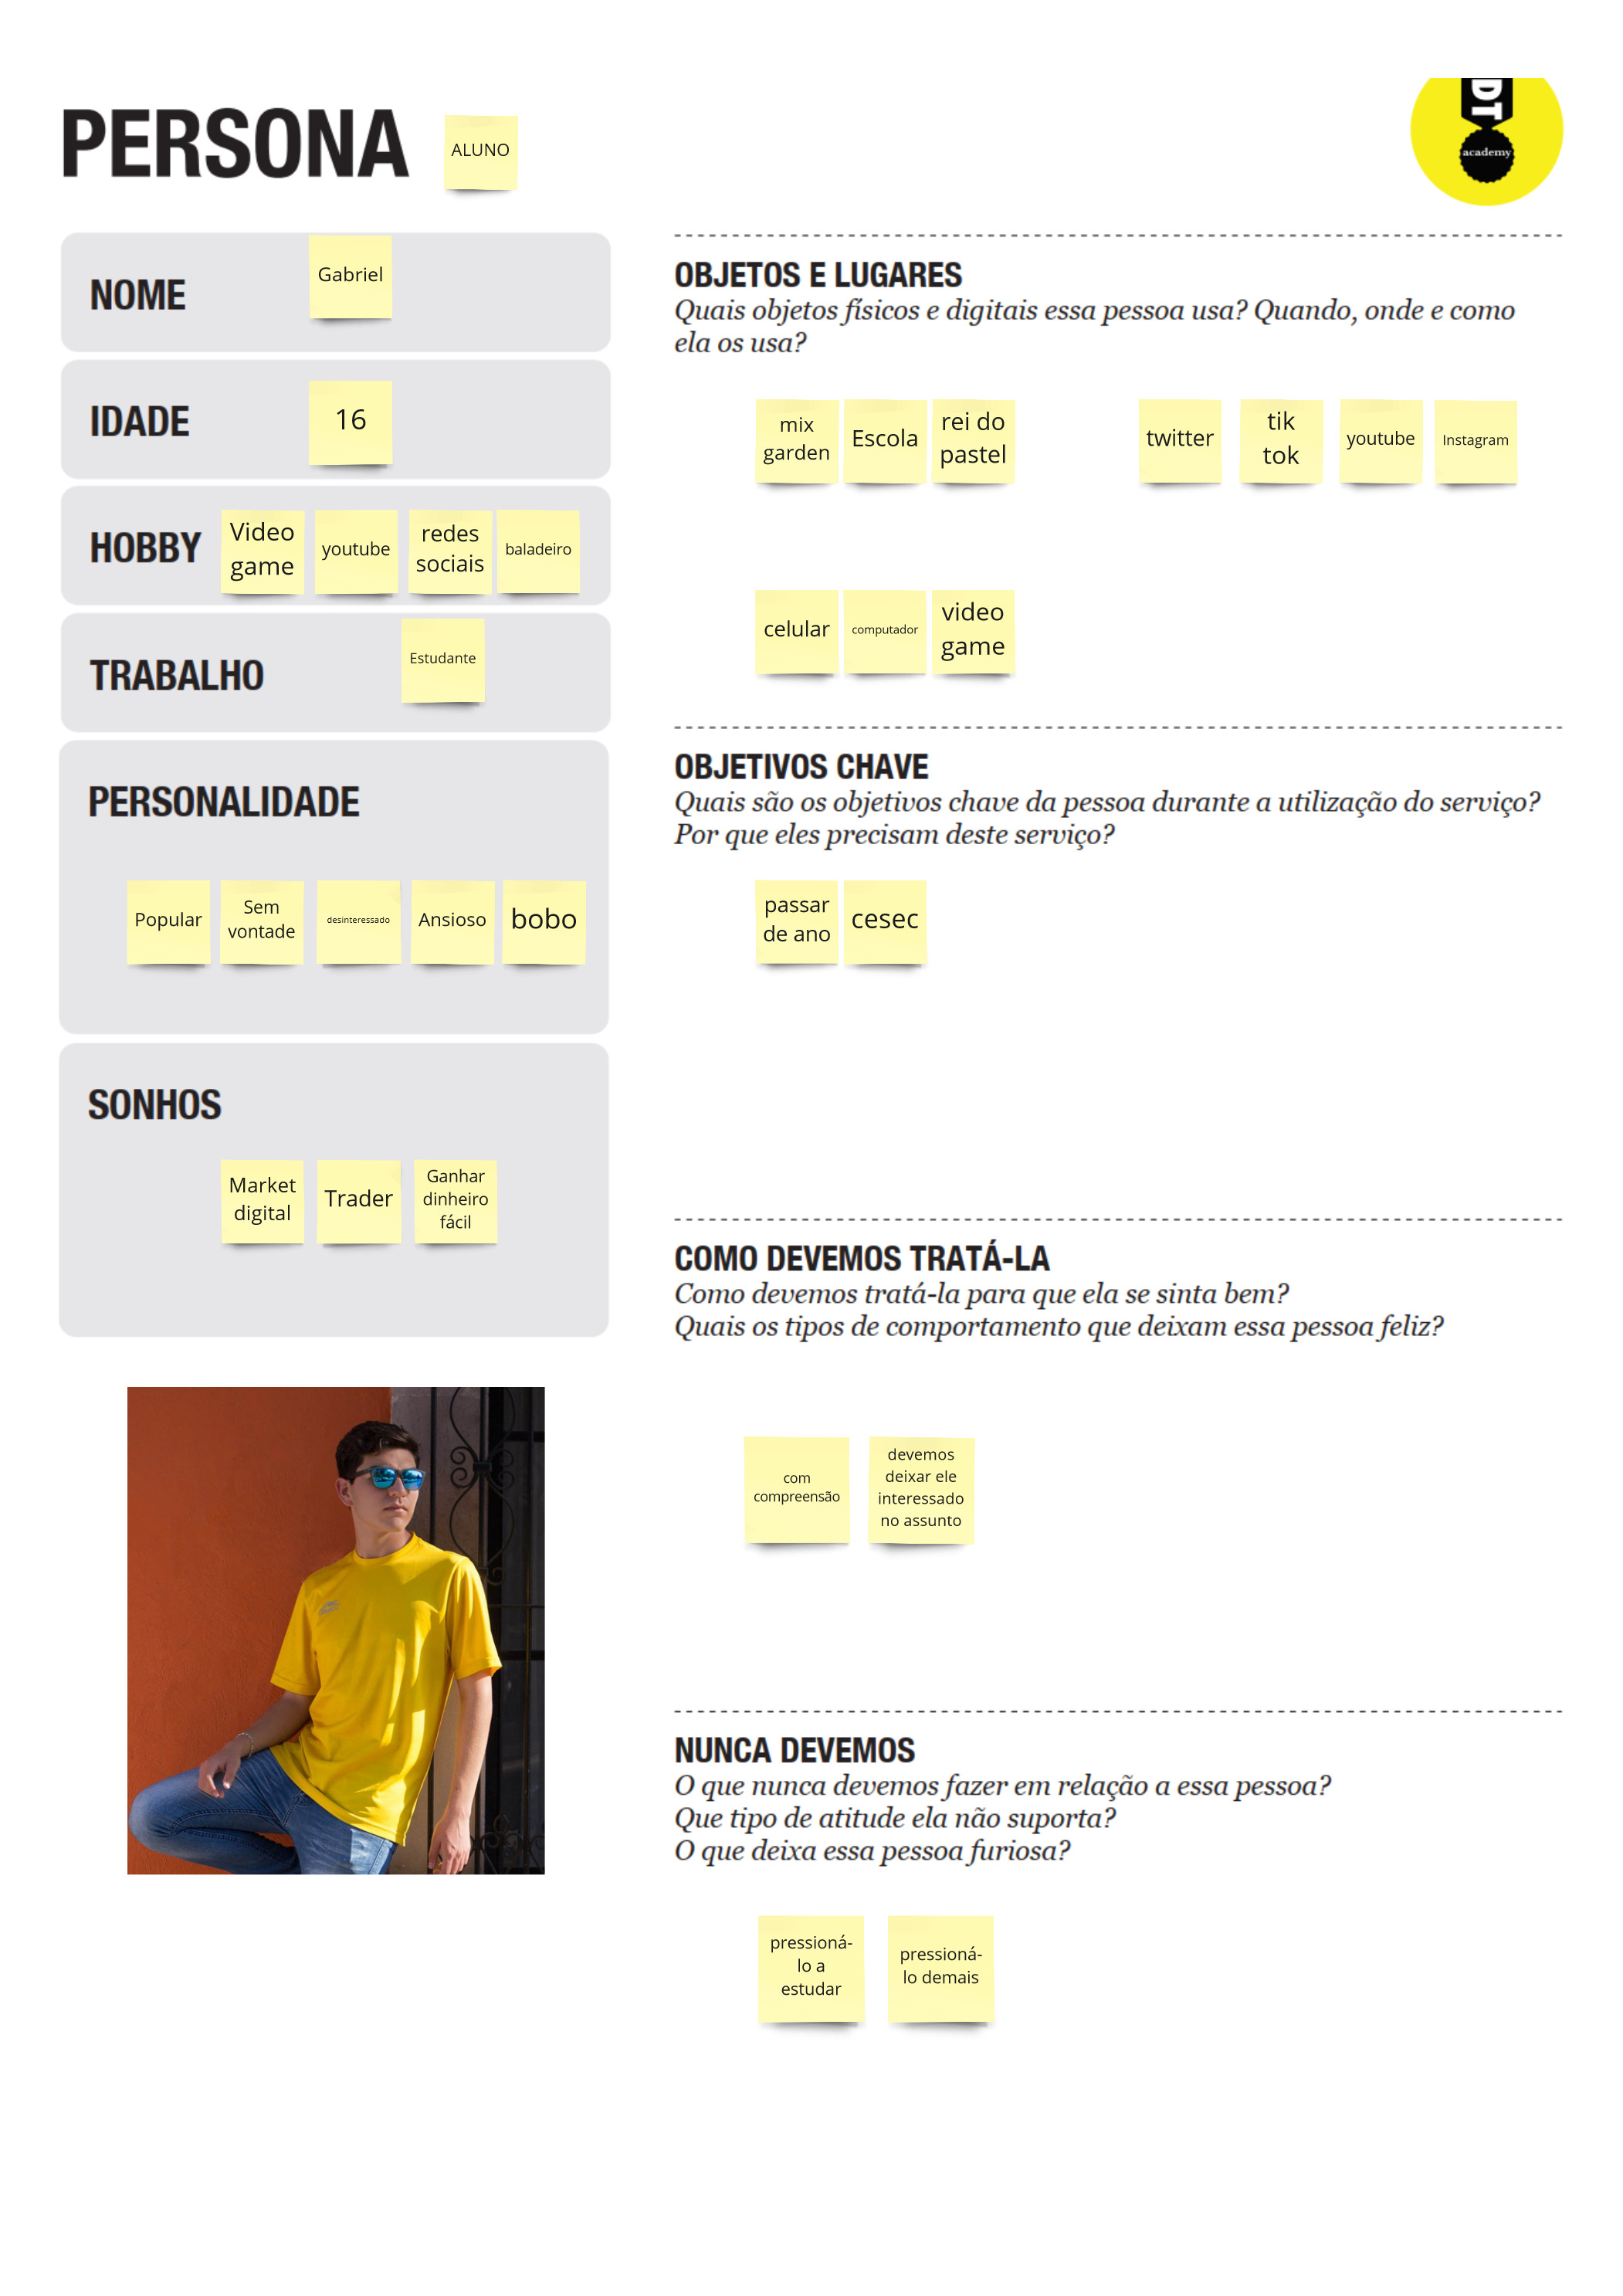 PERSONA
ALUNO
DT
academy
NOME
Gabriel
IDADE
16
HOBBY
Video
game
youtube
redes
sociais
baladeiro
TRABALHO
Estudante
PERSONALIDADE
Popular
Sem
vontade
desinteressado
Ansioso
bobo
SONHOS
Market
digital
Trader
Ganhar
dinheiro
fácil
OBJETOS E LUGARES
Quais objetos físicos e digitais essa pessoa usa? Quando, onde e como
ela os usa?
mix
garden
Escola
rei do
pastel
twitter
tik
tok
youtube
Instagram
celular
computador
video
game
OBJETIVOS CHAVE
Quais são os objetivos chave da pessoa durante a utilização do serviço?
Por que eles precisam deste serviço?
passar
de ano
cesec
COMO DEVEMOS TRATÁ-LA
Como devemos tratá-la para que ela se sinta bem?
Quais os tipos de comportamento que deixam essa pessoa feliz?
com
compreensão
devemos
deixar ele
interessado
no assunto
NUNCA DEVEMOS
O que nunca devemos fazer em relação a essa pessoa?
Que tipo de atitude ela não suporta?
O que deixa essa pessoa furiosa?
pressioná-
lo a
estudar
pressioná-
lo demais